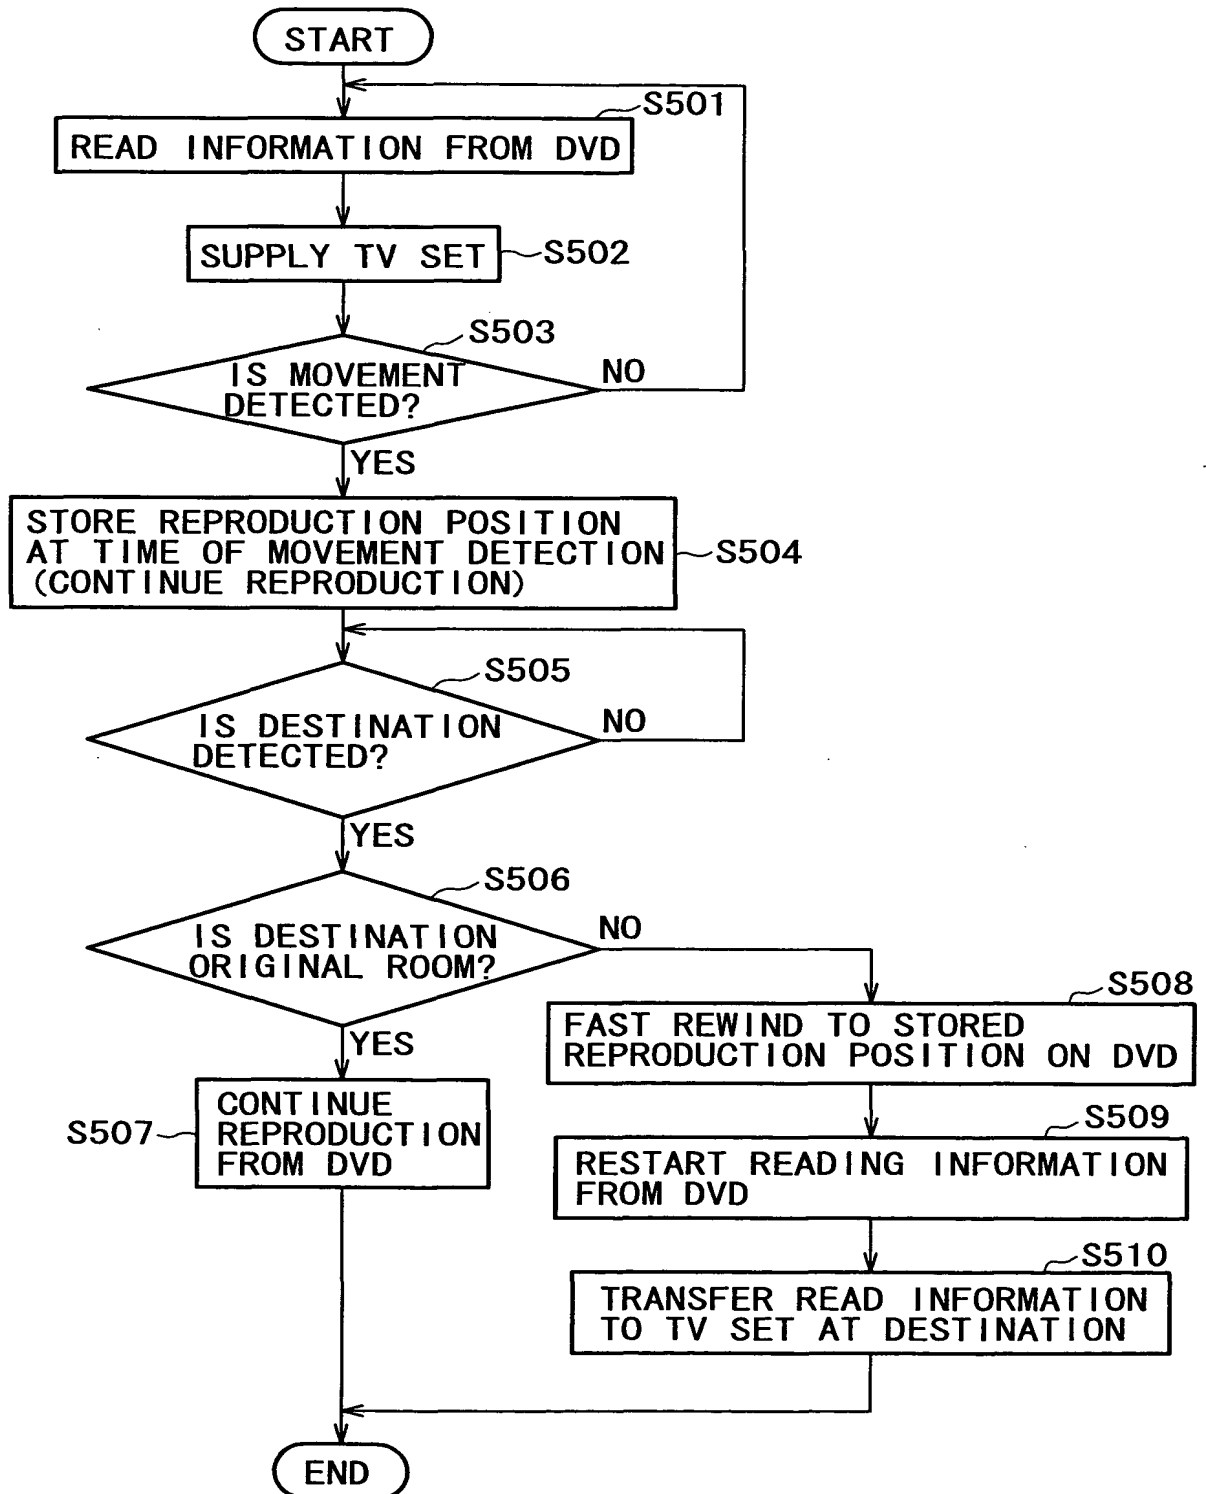 START
S501
READ INFORMATION FROM DVD
SUPPLY TV SET
S502
S503
IS MOVEMENT
DETECTED?
NO
YES
STORE REPRODUCTION POSITION
AT TIME OF MOVEMENT DETECTION
(CONTINUE REPRODUCTION)
S504
S505
IS DESTINATION
DETECTED?
NO
YES
S506
IS DESTINATION
ORIGINAL ROOM?
NO
YES
S507
CONTINUE
REPRODUCTION
FROM DVD
S508
FAST REWIND TO STORED
REPRODUCTION POSITION ON DVD
S509
RESTART READING INFORMATION
FROM DVD
S510
TRANSFER READ INFORMATION
TO TV SET AT DESTINATION
END